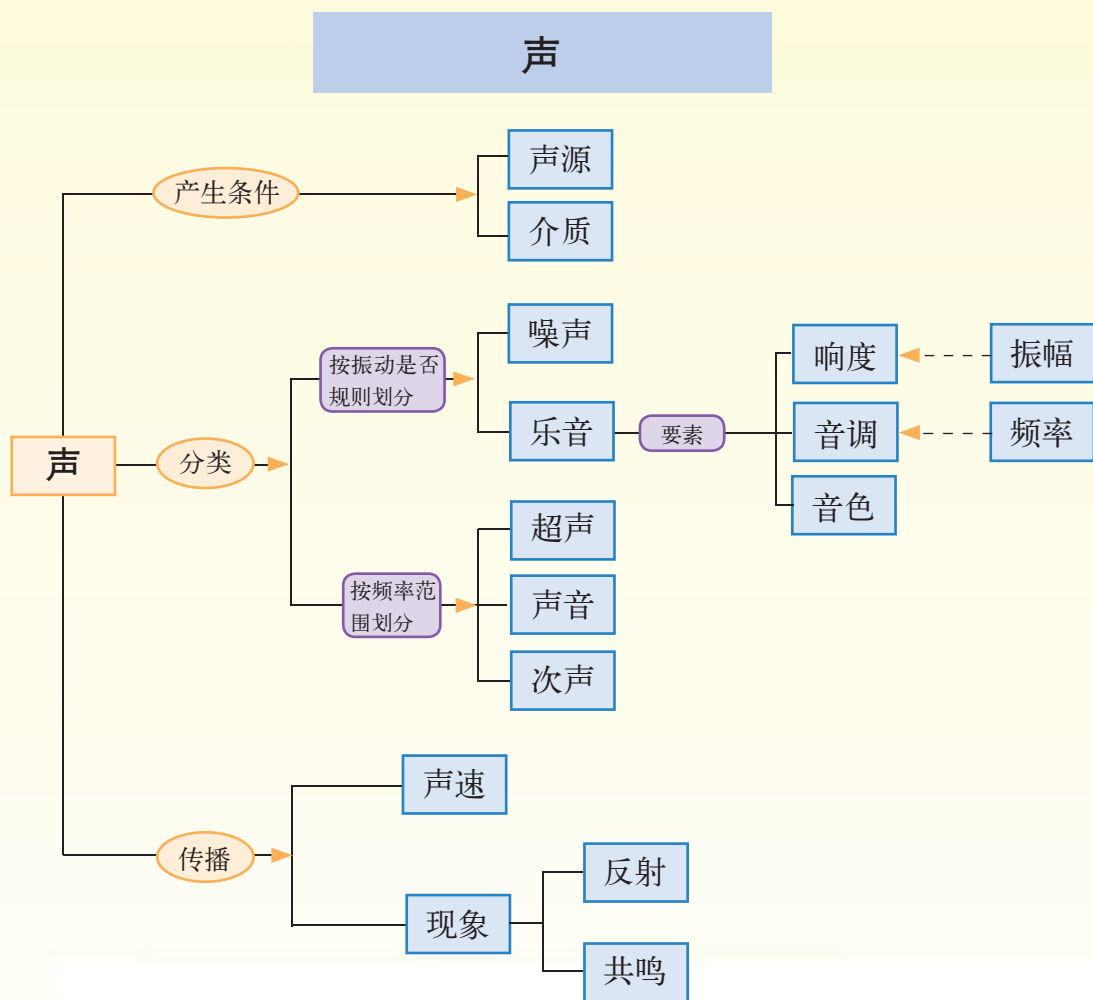 声
产生条件
声源
介质
声
分类
按振动是否
规则划分
噪声
乐音
要素
响度
振幅
音调
频率
音色
按频率范
围划分
超声
声音
次声
传播
声速
现象
反射
共鸣